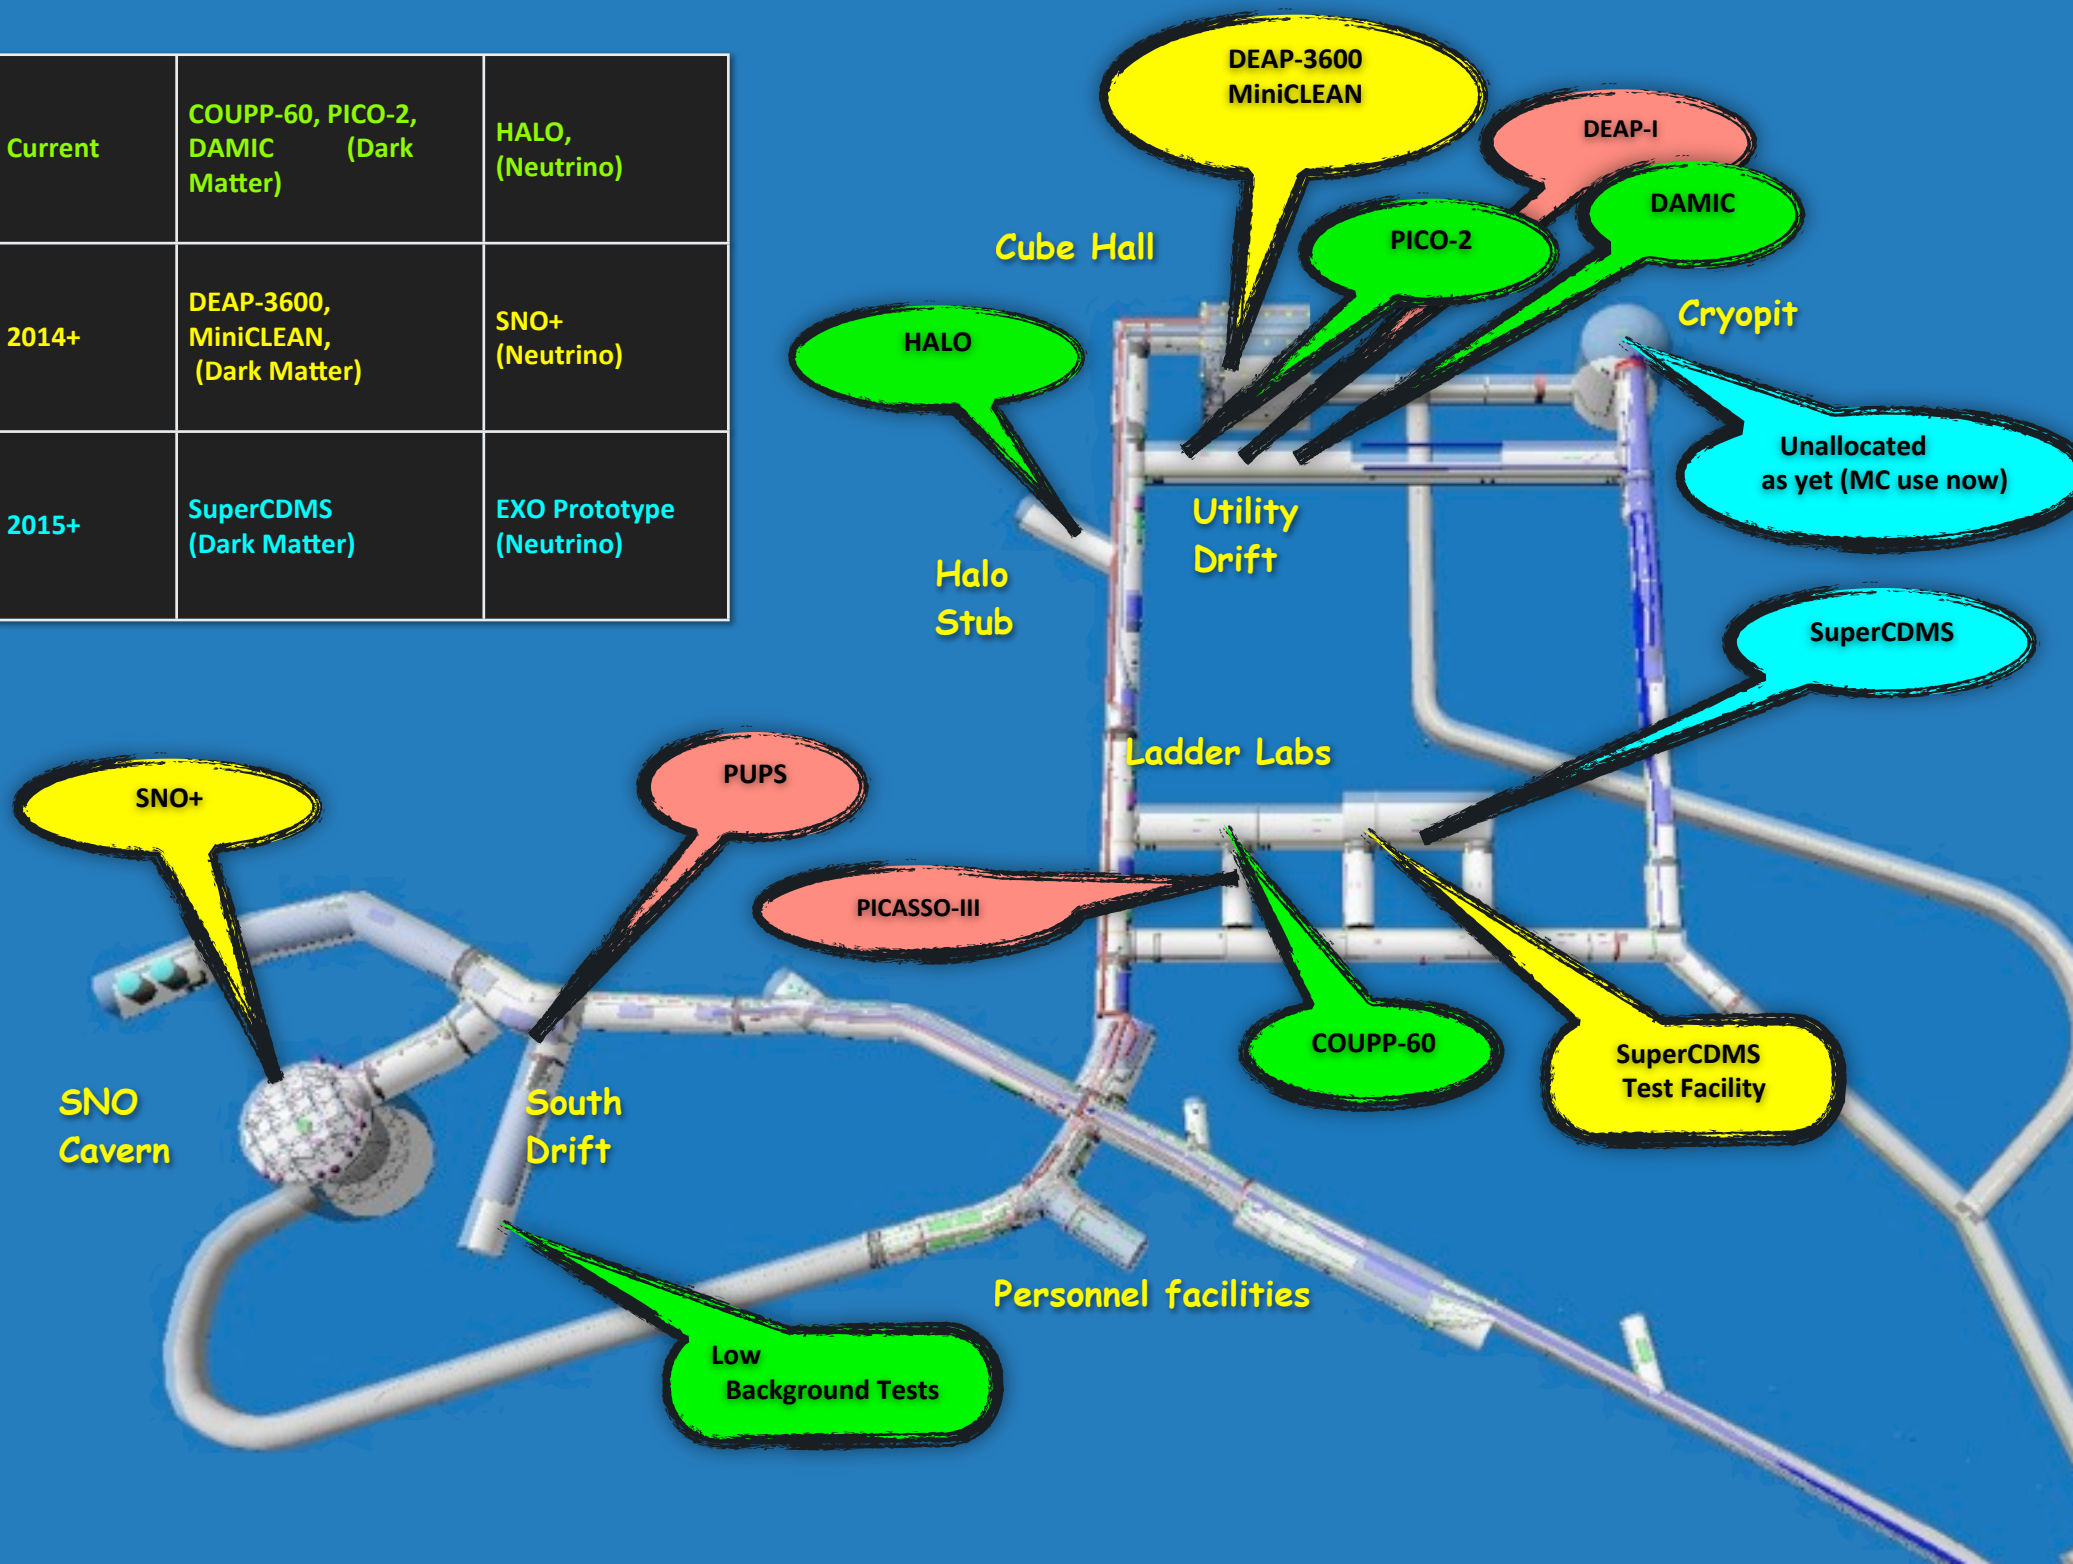 Current
COUPP-60, PICO-2,
DAMIC (Dark
Matter)
HALO,
(Neutrino)
2014+
DEAP-3600,
MiniCLEAN,
(Dark Matter)
SNO+
(Neutrino)
2015+
SuperCDMS
(Dark Matter)
EXO Prototype
(Neutrino)
DEAP-3600
MiniCLEAN
DEAP-I
DAMIC
PICO-2
Cube Hall
Cryopit
HALO
Unallocated
as yet (MC use now)
Utility
Drift
Halo
Stub
SuperCDMS
Ladder Labs
PUPS
SNO+
PICASSO-III
COUPP-60
SuperCDMS
Test Facility
SNO
Cavern
South
Drift
Personnel facilities
Low
Background Tests